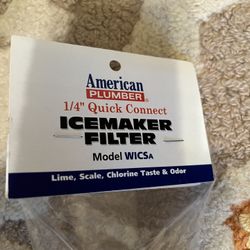 American
PLUMBER®
1/4" Quick Connect
ICEMAKER
FILTER
Model WICSA
Lime, Scale, Chlorine Taste & Odor